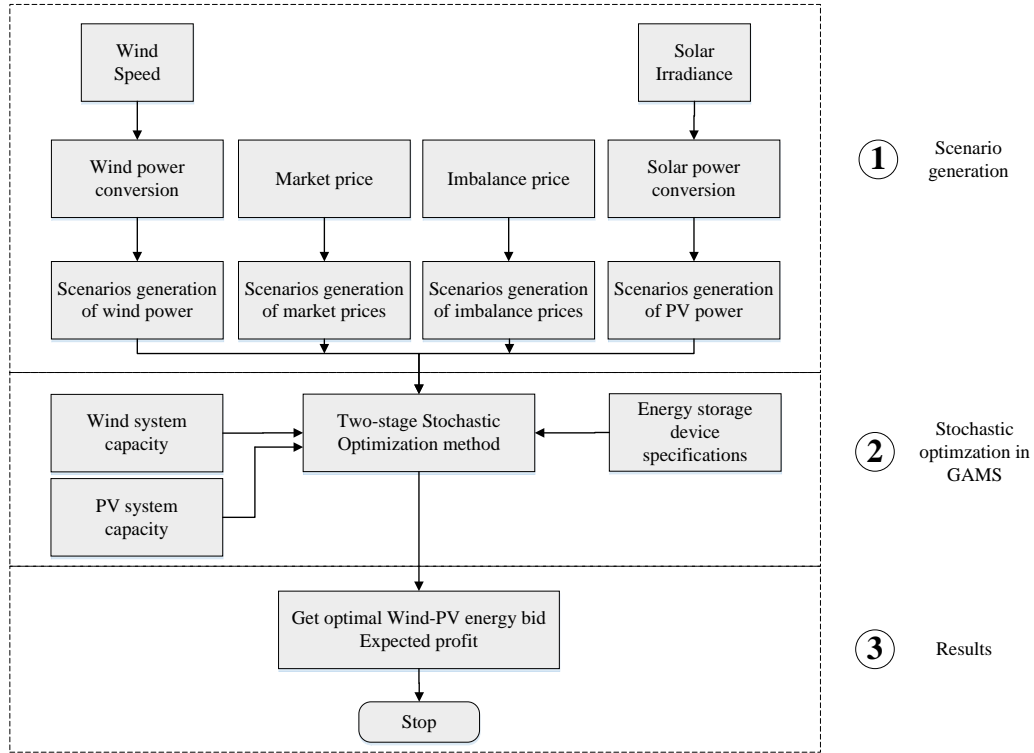 Wind
Speed
Solar
Irradiance
Wind power
conversion
Market price
Imbalance price
Solar power
conversion
1
Scenario
generation
Scenarios generation
of wind power
Scenarios generation
of market prices
Scenarios generation
of imbalance prices
Scenarios generation
of PV power
Wind system
capacity
Two-stage Stochastic
Optimization method
Energy storage
device
specifications
2
Stochastic
optimzation in
GAMS
PV system
capacity
Get optimal Wind-PV energy bid
Expected profit
3
Results
Stop